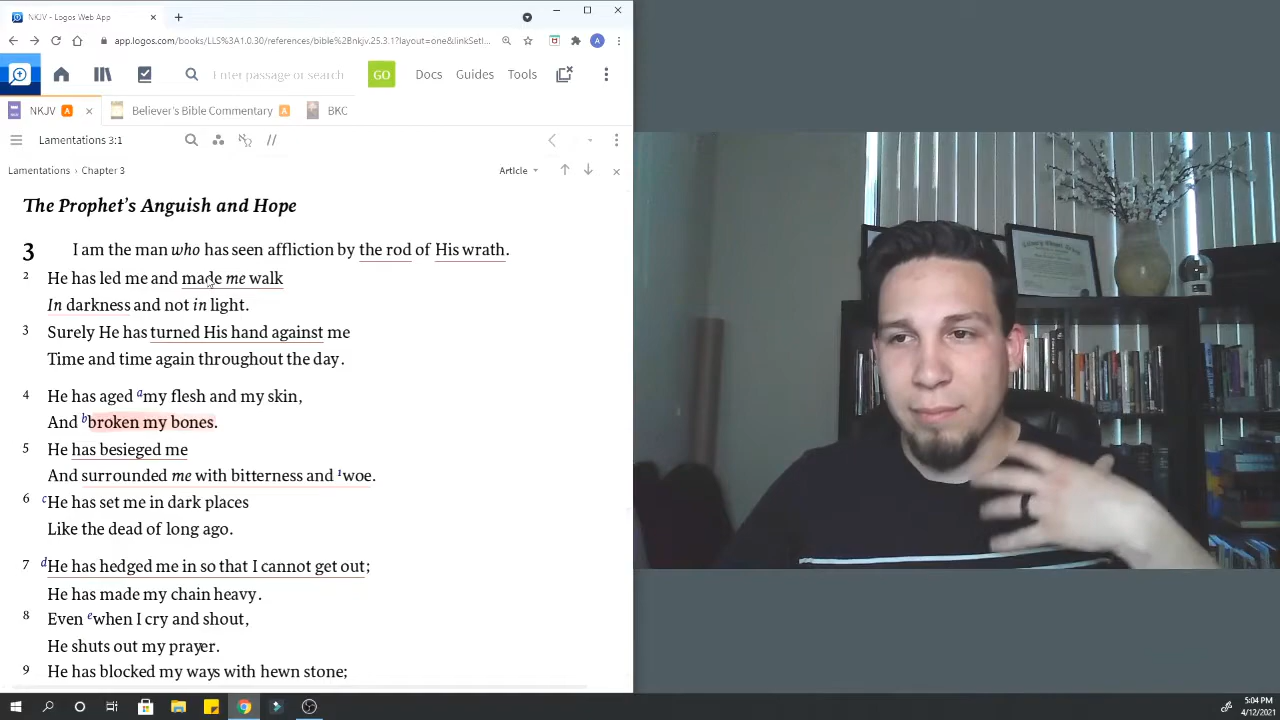 NKJV - Logos Web App
app.logos.com/books/LLS%3A1.0.30/references/bible%2Bnkjv.25.3.1?layout=one&linkSetI...
A
Enter passage or search
GO
Docs
Guides
Tools
NKJV A
Believer's Bible Commentary A
BKC
Lamentations 3:1
Lamentations › Chapter 3
Article
The Prophet's Anguish and Hope
3 I am the man who has seen affliction by the rod of His wrath.
2 He has led me and made me walk
In darkness and not in light.
3 Surely He has turned His hand against me
Time and time again throughout the day.
4 He has aged a my flesh and my skin,
And b broken my bones.
5 He has besieged me
And surrounded me with bitterness and 1 woe.
6 c He has set me in dark places
Like the dead of long ago.
7 d He has hedged me in so that I cannot get out;
He has made my chain heavy.
8 Even e when I cry and shout,
He shuts out my prayer.
9 He has blocked my ways with hewn stone;
5:04 PM
4/12/2021